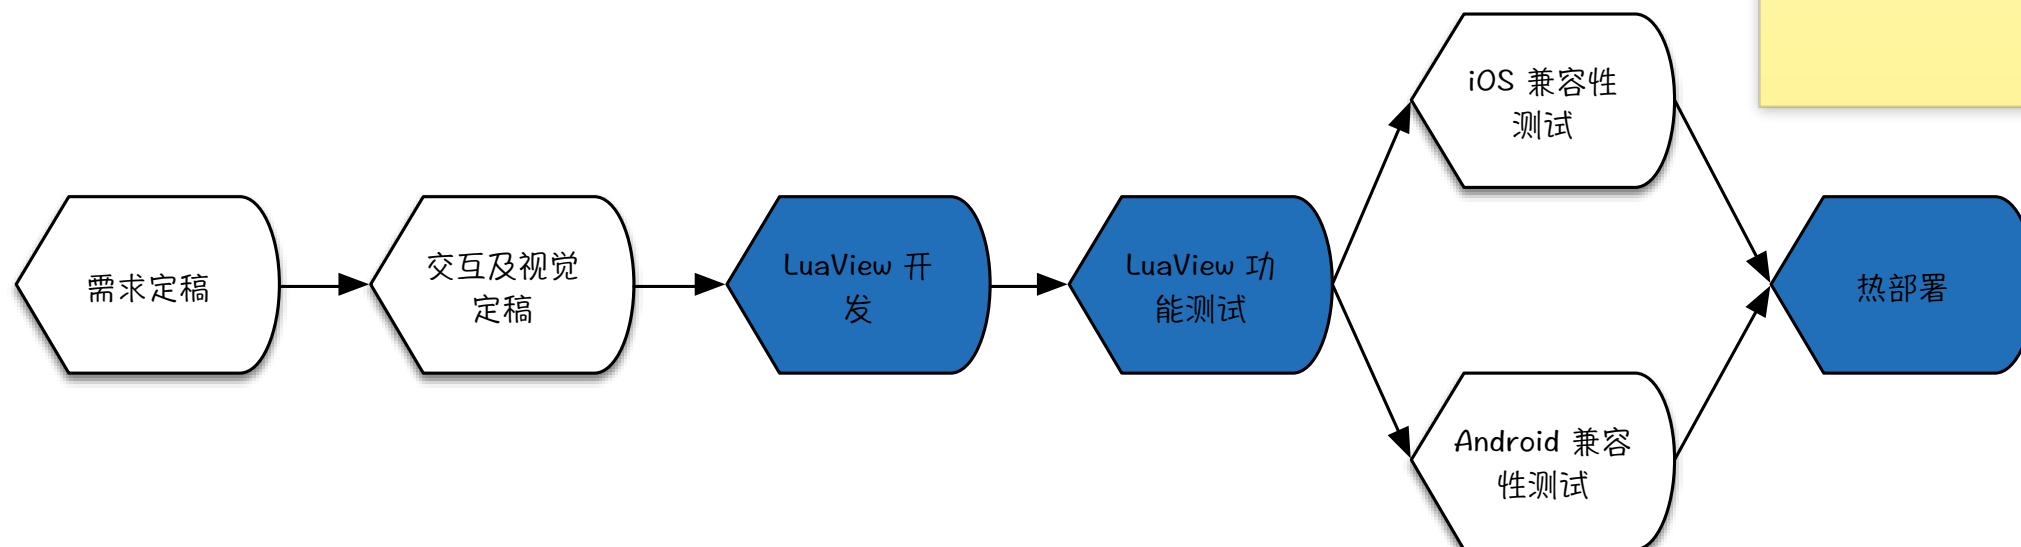 需求定稿
交互及视觉
定稿
LuaView 开
发
LuaView 功
能测试
iOS 兼容性
测试
Android 兼容
性测试
热部署